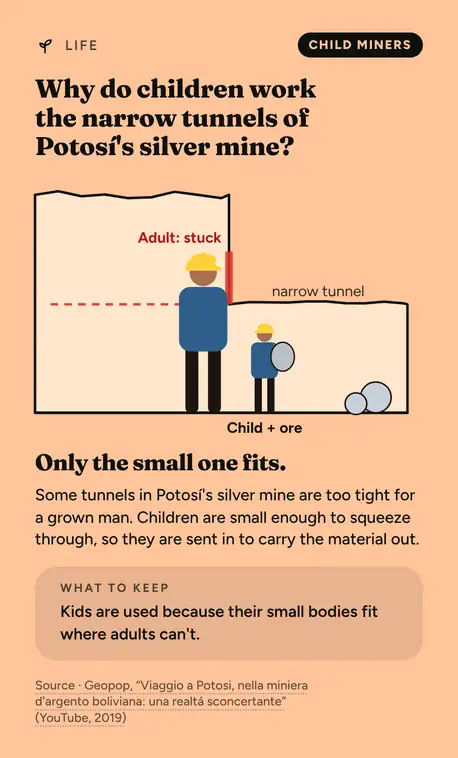 LIFE
CHILD MINERS
Why do children work
the narrow tunnels of
Potosí's silver mine?
Adult: stuck
narrow tunnel
Child + ore
Only the small one fits.
Some tunnels in Potosí's silver mine are too tight for
a grown man. Children are small enough to squeeze
through, so they are sent in to carry the material out.
WHAT TO KEEP
Kids are used because their small bodies fit
where adults can't.
Source · Geopop, “Viaggio a Potosi, nella miniera
d'argento boliviana: una realtá sconcertante”
(YouTube, 2019)